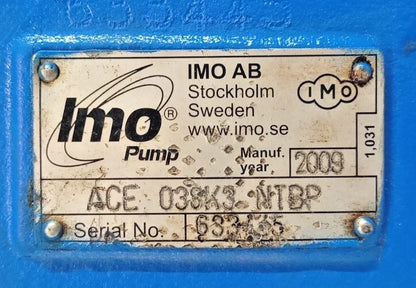 IMO AB
Stockholm
Sweden
www.imo.se
Imo®
Pump
IMO
Manuf.
year
2009
1,031
ACE 038K3 NTBP
Serial No.